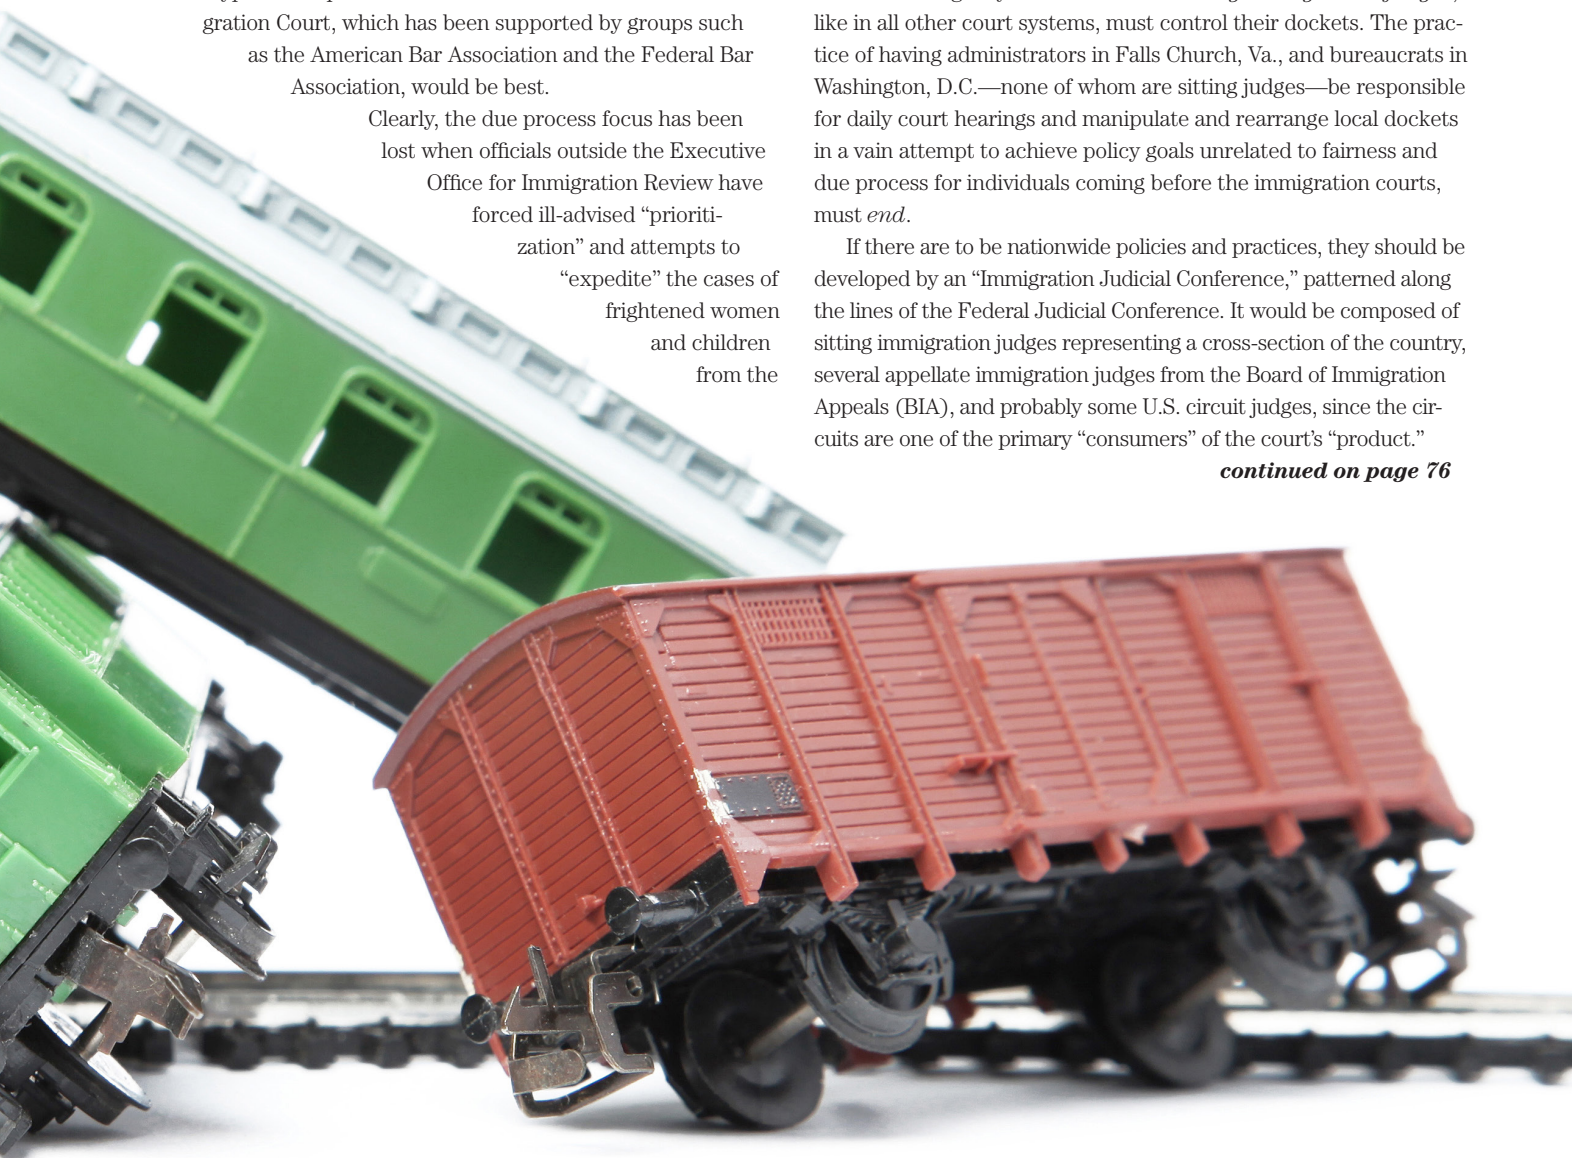 gration Court, which has been supported by groups such
as the American Bar Association and the Federal Bar
Association, would be best.
Clearly, the due process focus has been
lost when officials outside the Executive
Office for Immigration Review have
forced ill-advised “prioriti-
zation” and attempts to
“expedite” the cases of
frightened women
and children
from the
like in all other court systems, must control their dockets. The prac-
tice of having administrators in Falls Church, Va., and bureaucrats in
Washington, D.C.—none of whom are sitting judges—be responsible
for daily court hearings and manipulate and rearrange local dockets
in a vain attempt to achieve policy goals unrelated to fairness and
due process for individuals coming before the immigration courts,
must end.
If there are to be nationwide policies and practices, they should be
developed by an “Immigration Judicial Conference,” patterned along
the lines of the Federal Judicial Conference. It would be composed of
sitting immigration judges representing a cross-section of the country,
several appellate immigration judges from the Board of Immigration
Appeals (BIA), and probably some U.S. circuit judges, since the cir-
cuits are one of the primary “consumers” of the court’s “product.”
continued on page 76